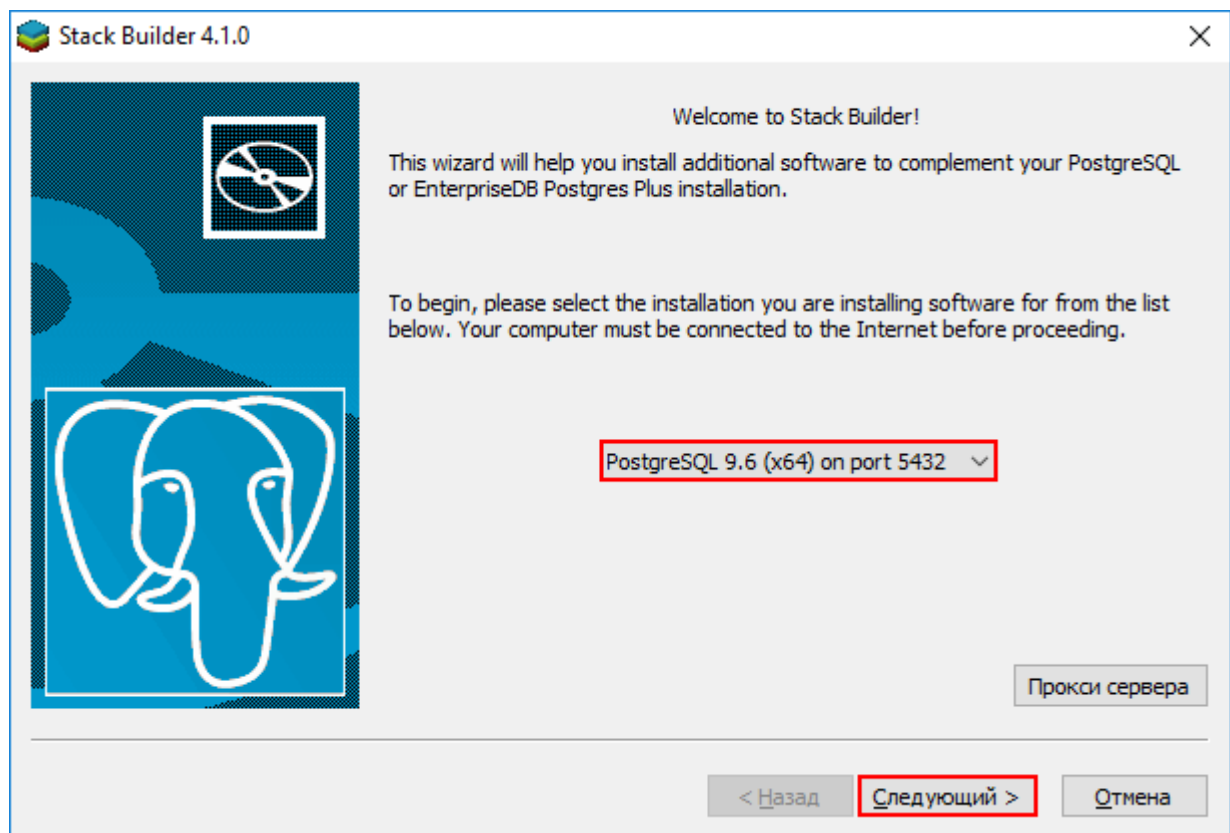 Stack Builder 4.1.0
Welcome to Stack Builder!
This wizard will help you install additional software to complement your PostgreSQL
or EnterpriseDB Postgres Plus installation.
To begin, please select the installation you are installing software for from the list
below. Your computer must be connected to the Internet before proceeding.
PostgreSQL 9.6 (x64) on port 5432
Прокси сервера
< Назад
Следующий >
Отмена